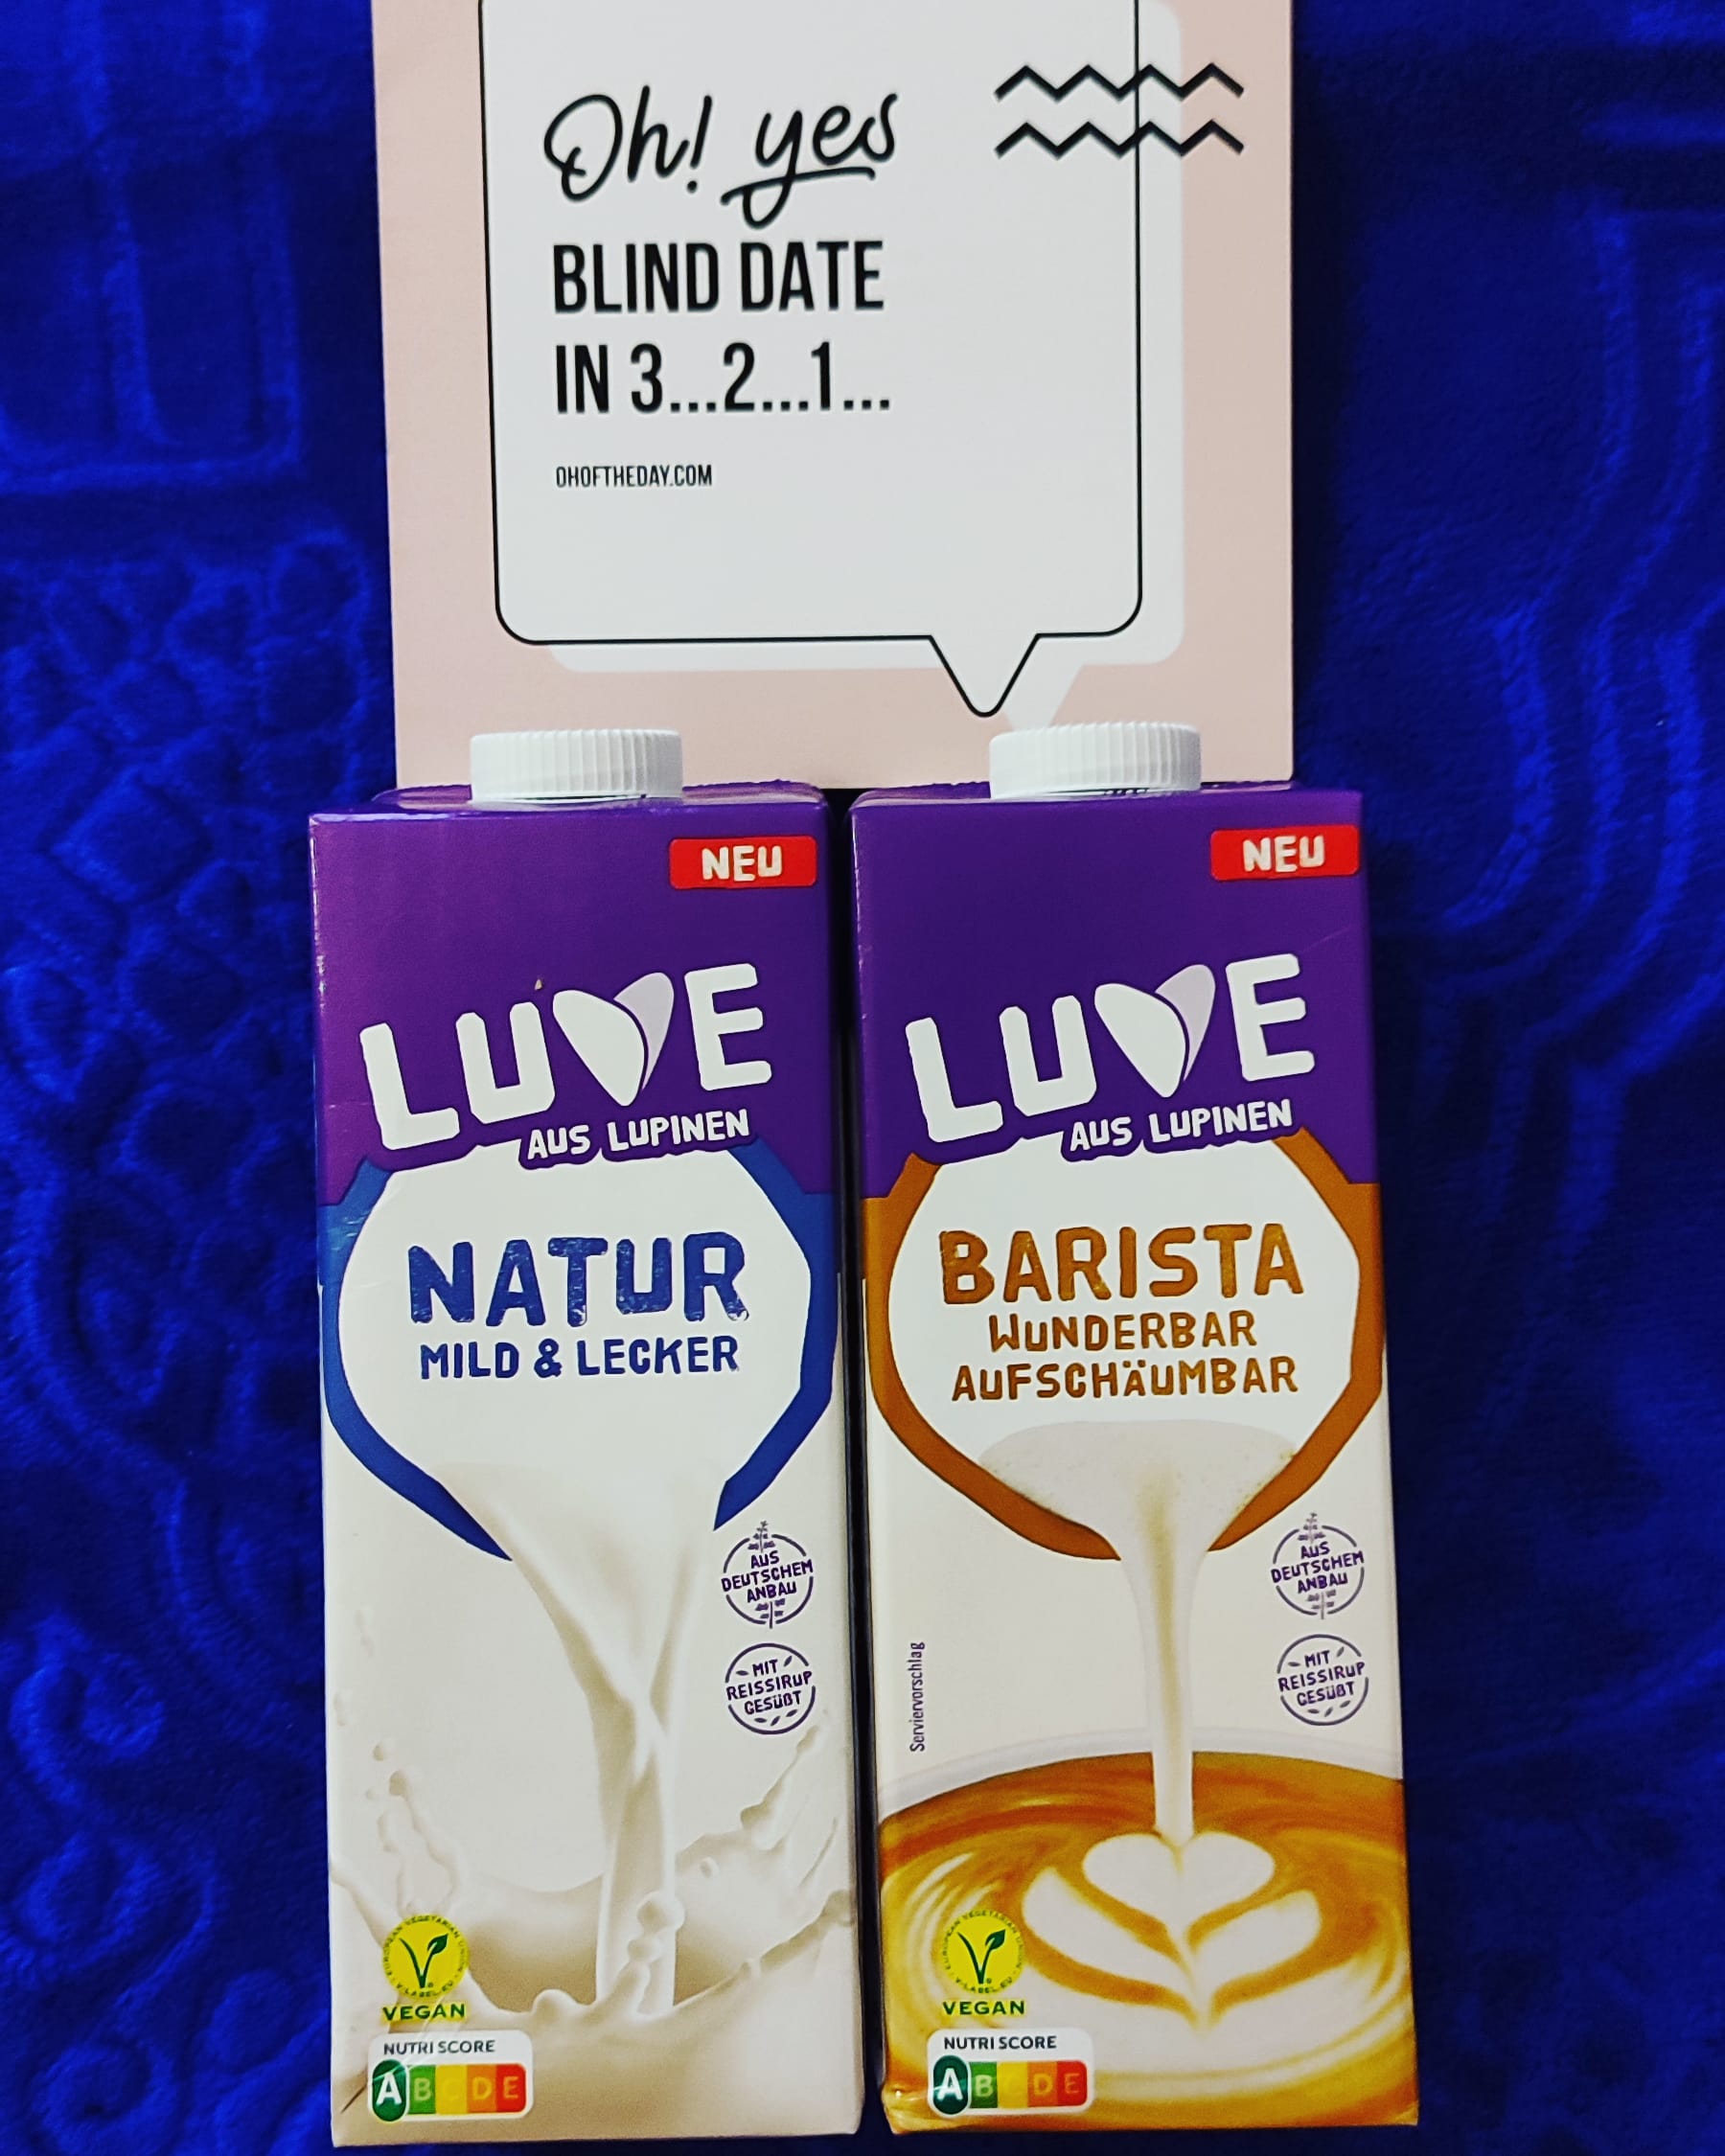 Oh! yes
BLIND DATE
IN 3...2...1...
OHOFTHEDAY.COM
NEU
LUVE
AUS LUPINEN
NATUR
MILD & LECKER
AUS
DEUTSCHEM
ANBAU
MIT
REISSIRUP
GESÜßT
VEGAN
NUTRI SCORE
A B C D E
NEU
LUVE
AUS LUPINEN
BARISTA
WUNDERBAR
AUFSCHÄUMBAR
AUS
DEUTSCHEM
ANBAU
MIT
REISSIRUP
GESÜßT
Serviervorschlag
VEGAN
NUTRI SCORE
A B C D E